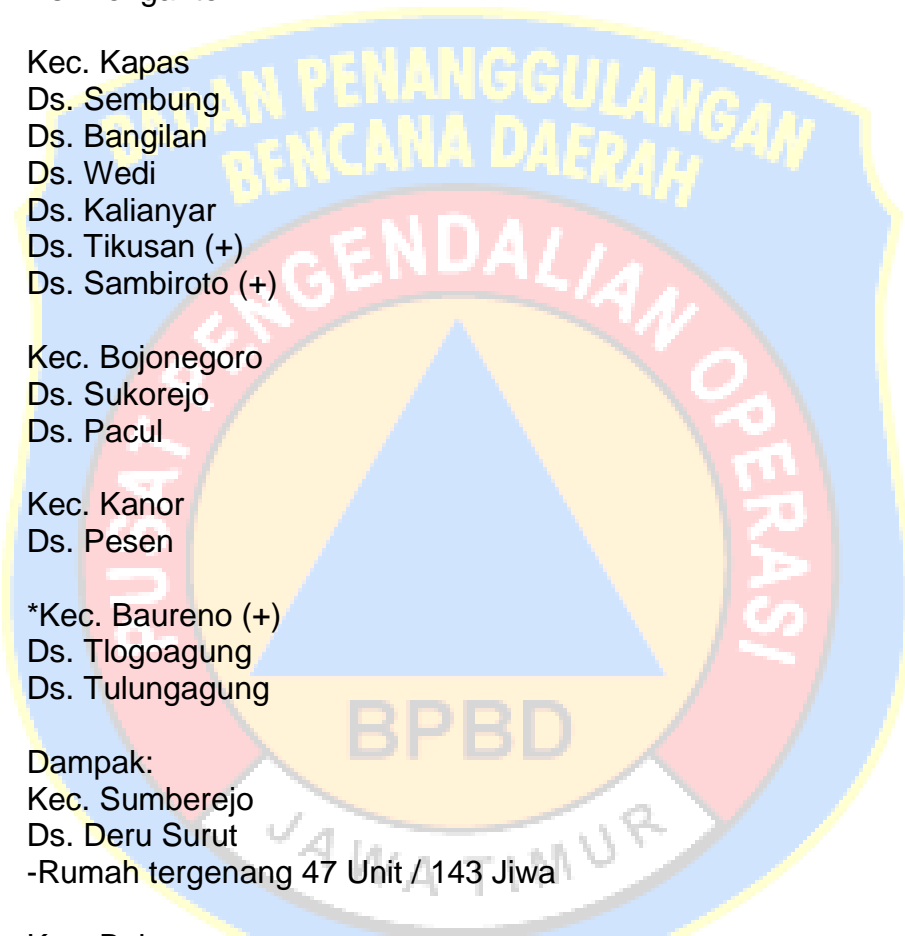 Kec. Kapas
Ds. Sembung
Ds. Bangilan
Ds. Wedi
Ds. Kalianyar
Ds. Tikusan (+)
Ds. Sambiroto (+)
Kec. Bojonegoro
Ds. Sukorejo
Ds. Pacul
Kec. Kanor
Ds. Pesen
*Kec. Baureno (+)
Ds. Tlogoagung
Ds. Tulungagung
Dampak:
Kec. Sumberejo
Ds. Deru Surut
-Rumah tergenang 47 Unit / 143 Jiwa
BADAN PENANGGULANGAN
BENCANA DAERAH
PUSAT PENGENDALIAN OPERASI
BPBD
JAWA TIMUR